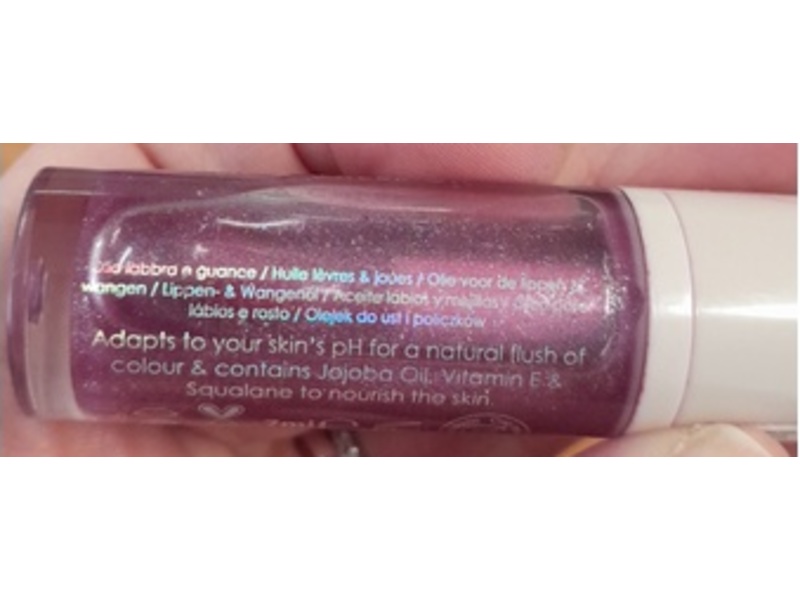 labbra e guance / Huile lèvres & joues / Olie voor de lippen &
wangen / Lippen- & Wangenöl / Aceite labios y mejillas /
lábios e rosto / Olejek do ust i policzków
Adapts to your skin's pH for a natural flush of
colour & contains Jojoba Oil, Vitamin E &
Squalane to nourish the skin.
7ml